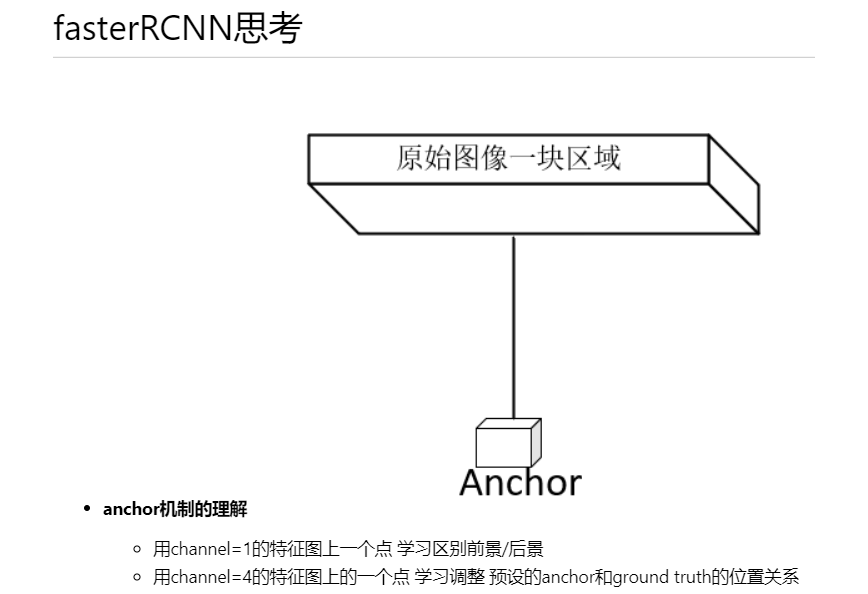 fasterRCNN思考
原始图像一块区域
Anchor
anchor机制的理解
用channel=1的特征图上一个点 学习区别前景/后景
用channel=4的特征图上的一个点 学习调整 预设的anchor和ground truth的位置关系